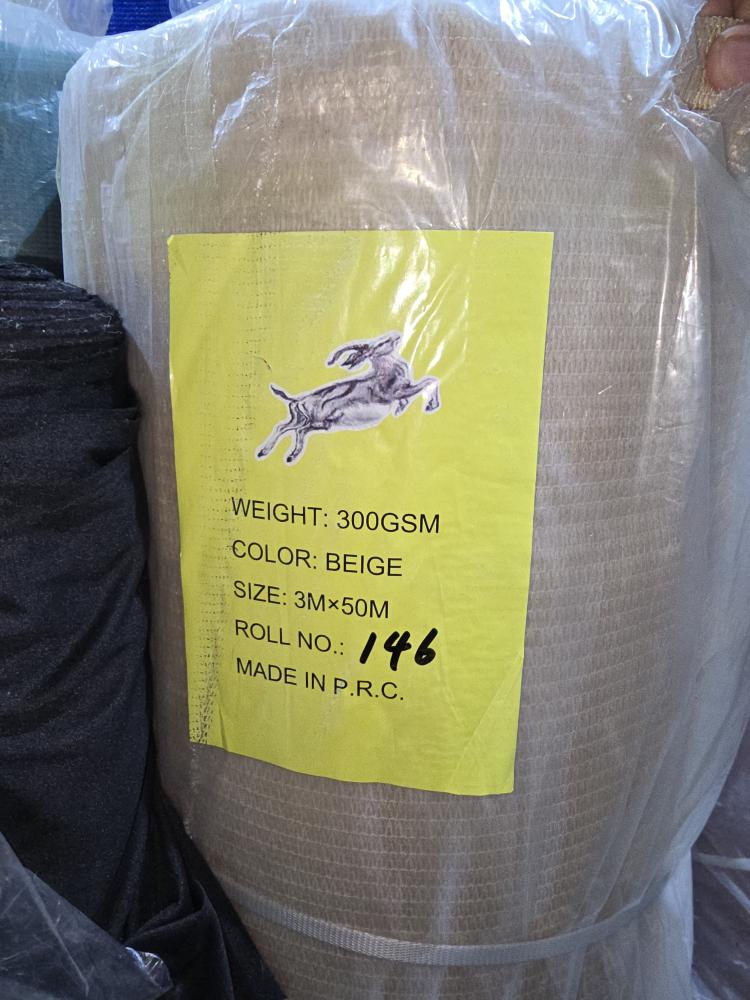 WEIGHT: 300GSM
COLOR: BEIGE
SIZE: 3M×50M
ROLL NO.: 146
MADE IN P.R.C.